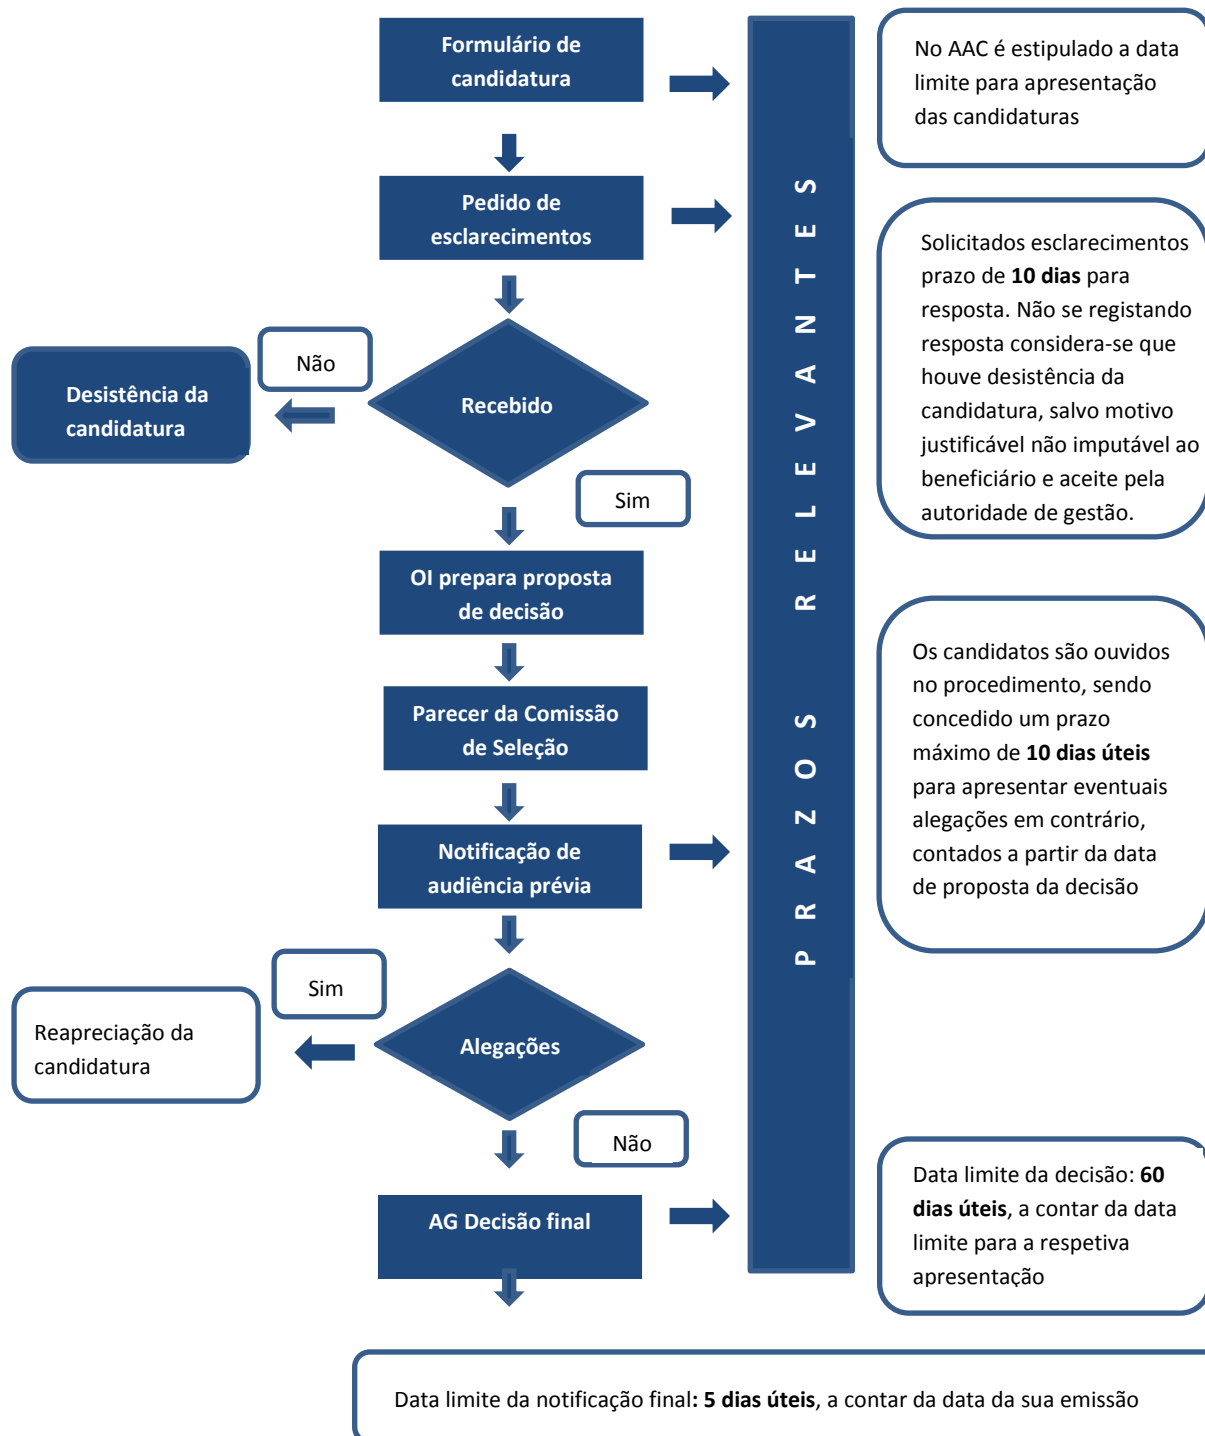 Formulário de
candidatura
No AAC é estipulado a data
limite para apresentação
das candidaturas
Pedido de
esclarecimentos
Solicitados esclarecimentos
prazo de 10 dias para
resposta. Não se registando
resposta considera-se que
houve desistência da
candidatura, salvo motivo
justificável não imputável ao
beneficiário e aceite pela
autoridade de gestão.
Não
Desistência da
candidatura
Recebido
Sim
OI prepara proposta
de decisão
Parecer da Comissão
de Seleção
Os candidatos são ouvidos
no procedimento, sendo
concedido um prazo
máximo de 10 dias úteis
para apresentar eventuais
alegações em contrário,
contados a partir da data
de proposta da decisão
Notificação de
audiência prévia
PRAZOS RELEVANTES
Sim
Reapreciação da
candidatura
Alegações
Não
AG Decisão final
Data limite da decisão: 60
dias úteis, a contar da data
limite para a respetiva
apresentação
Data limite da notificação final: 5 dias úteis, a contar da data da sua emissão